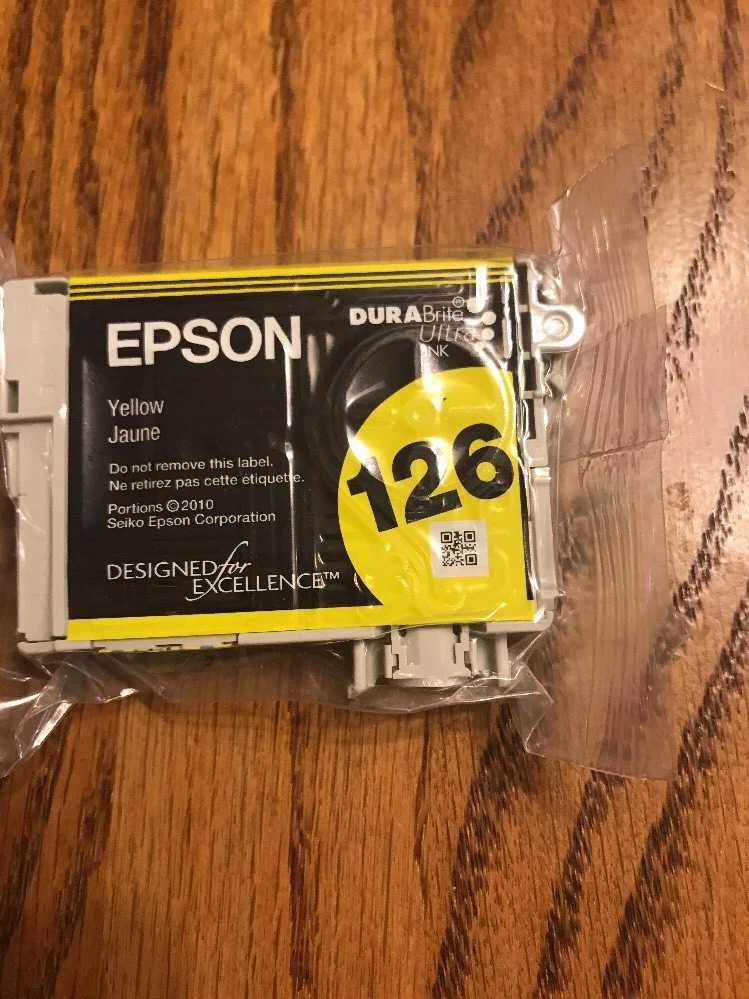 EPSON
DURABrite®
Ultra
INK
Yellow
Jaune
126
Do not remove this label.
Ne retirez pas cette étiquette.
Portions ©2010
Seiko Epson Corporation
DESIGNED for
EXCELLENCE™